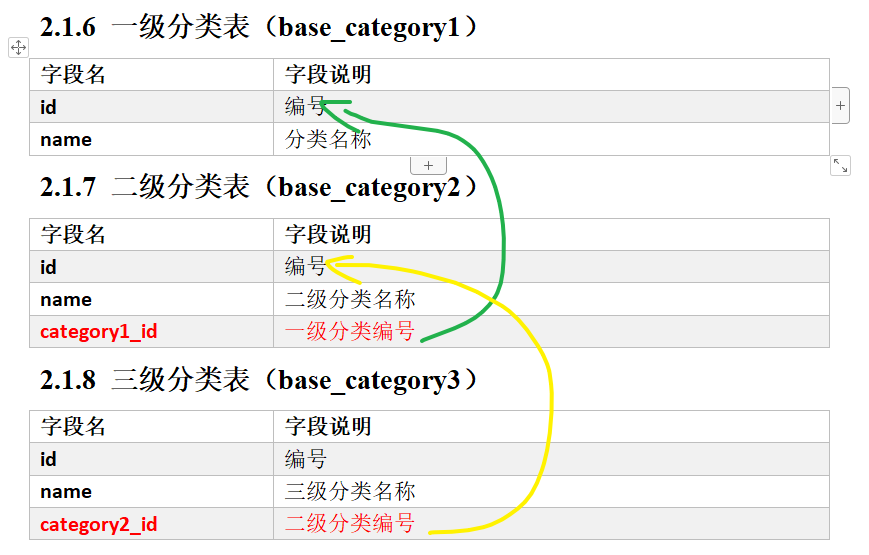 2.1.6 一级分类表（base_category1）
字段名 字段说明
id 编号
name 分类名称
2.1.7 二级分类表（base_category2）
字段名 字段说明
id 编号
name 二级分类名称
category1_id 一级分类编号
2.1.8 三级分类表（base_category3）
字段名 字段说明
id 编号
name 三级分类名称
category2_id 二级分类编号